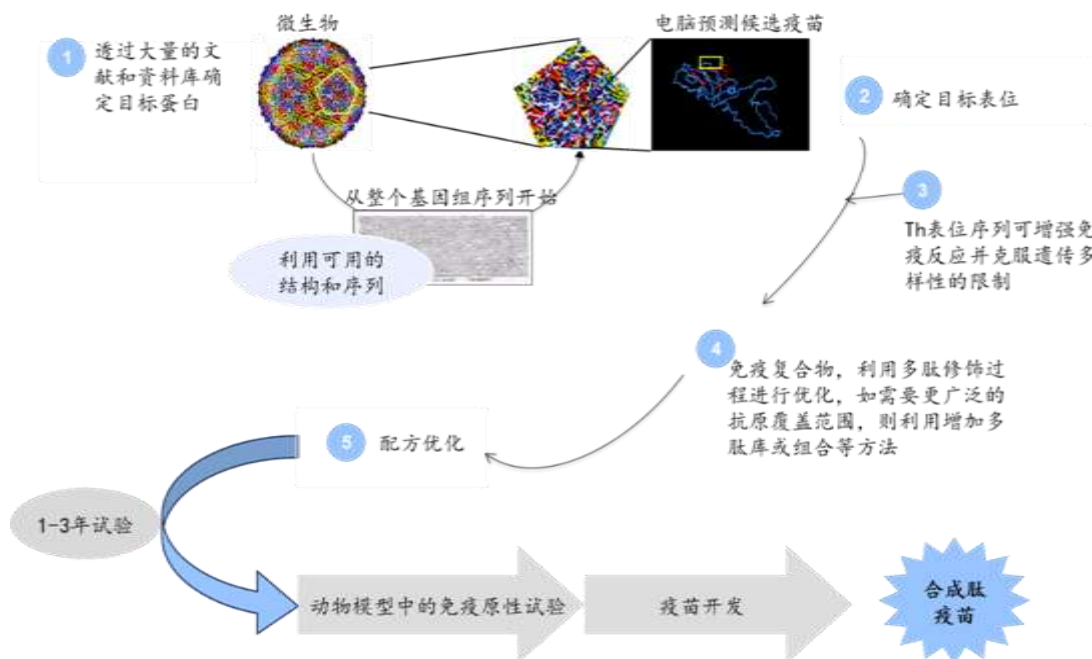 微生物
电脑预测候选疫苗
1
透过大量的文
献和资料库确
定目标蛋白
2
确定目标表位
从整个基因组序列开始
利用可用的
结构和序列
3
Th表位序列可增强免
疫反应并克服遗传多
样性的限制
4
免疫复合物，利用多肽修饰过
程进行优化，如需要更广泛的
抗原覆盖范围，则利用增加多
肽库或组合等方法
5
配方优化
1-3年试验
动物模型中的免疫原性试验
疫苗开发
合成肽
疫苗